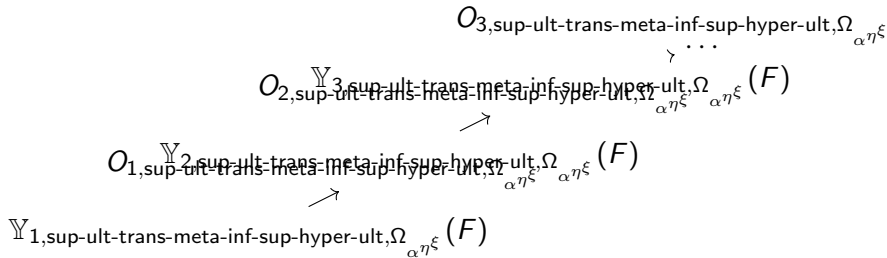 O_{3,sup-ult-trans-meta-inf-sup-hyper-ult,Ω_{α^{η^ξ}}}
⋯
O_{2,sup-ult-trans-meta-inf-sup-hyper-ult,Ω_{α^{η^ξ}}} 𝕐_{3,sup-ult-trans-meta-inf-sup-hyper-ult,Ω_{α^{η^ξ}}}(F)
O_{1,sup-ult-trans-meta-inf-sup-hyper-ult,Ω_{α^{η^ξ}}} 𝕐_{2,sup-ult-trans-meta-inf-sup-hyper-ult,Ω_{α^{η^ξ}}}(F)
𝕐_{1,sup-ult-trans-meta-inf-sup-hyper-ult,Ω_{α^{η^ξ}}}(F)